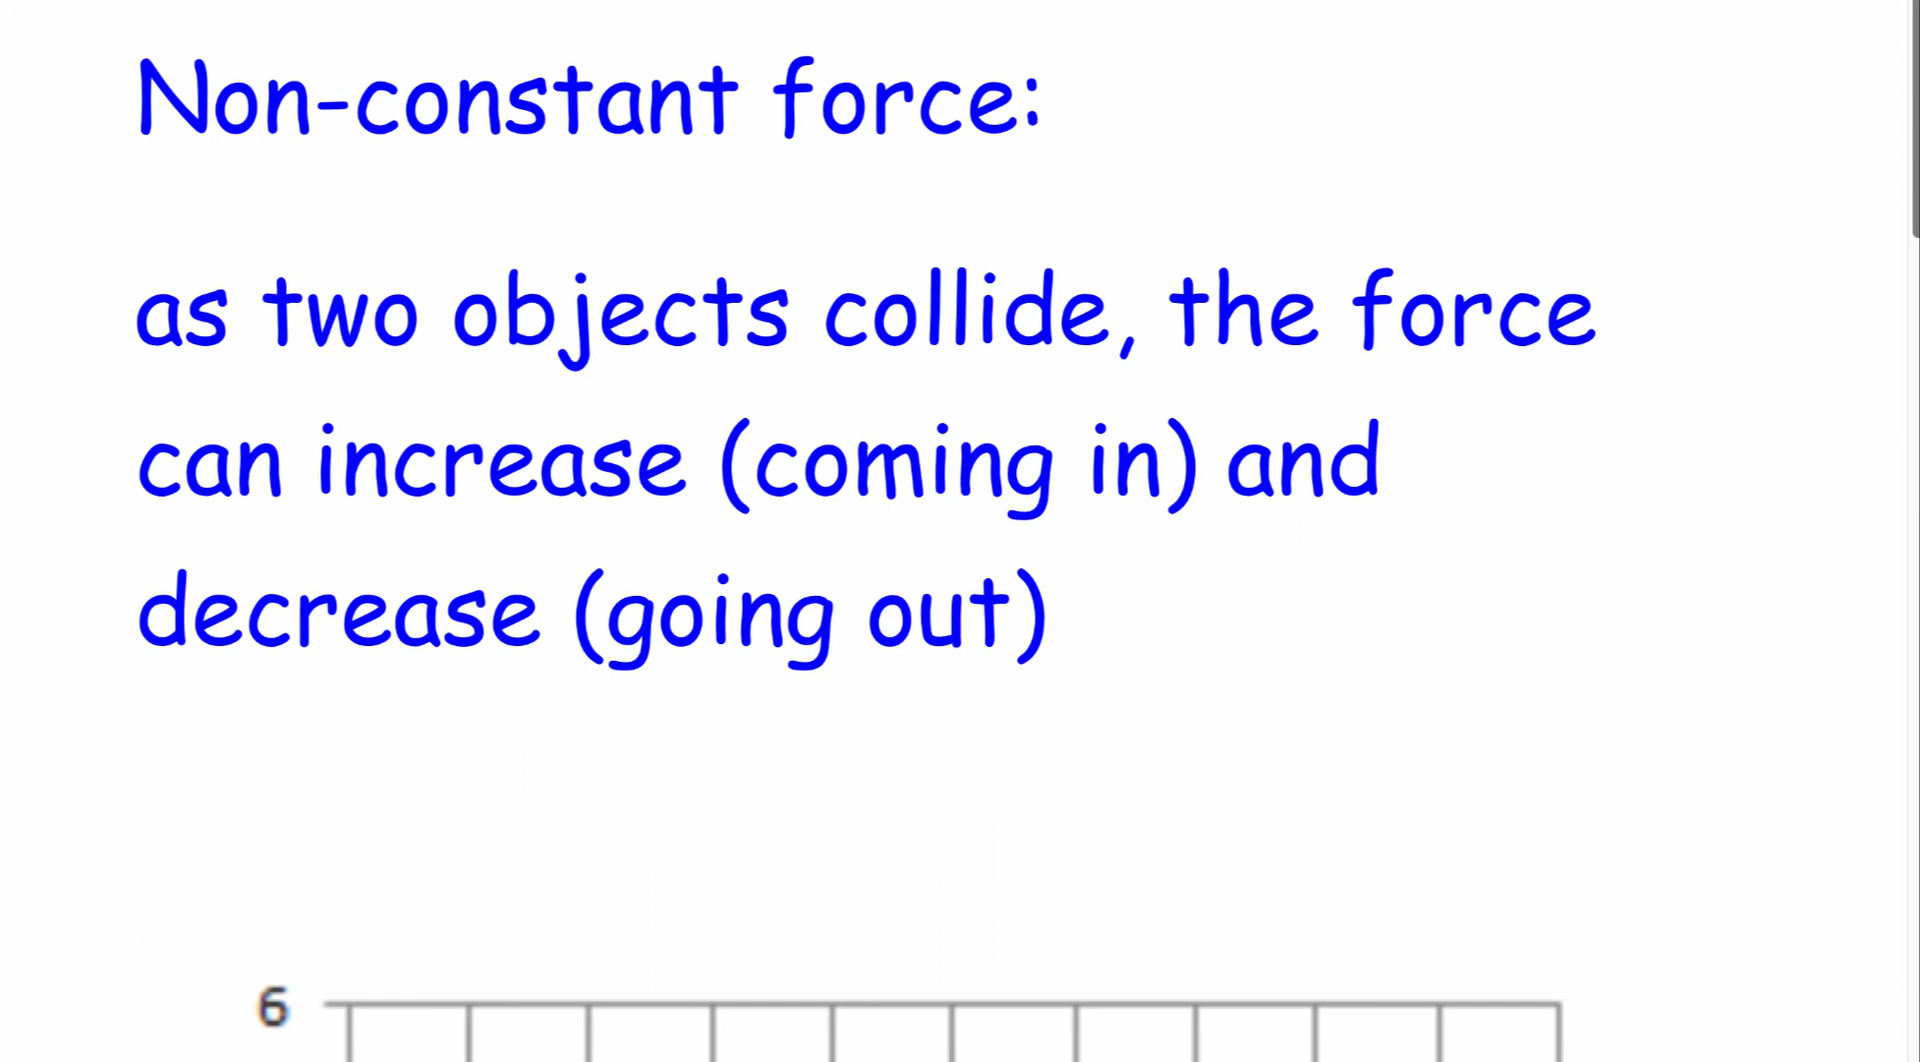 Non-constant force:
as two objects collide, the force
can increase (coming in) and
decrease (going out)
6